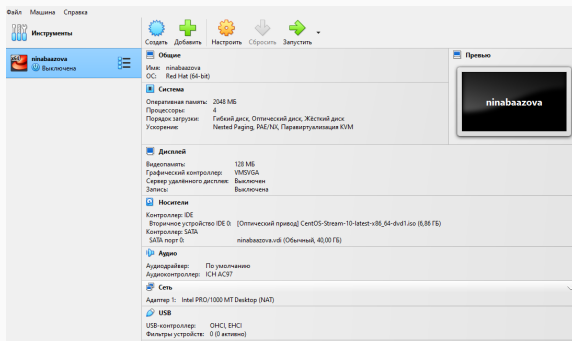 Файл Машина Справка
Инструменты
Создать Добавить Настроить Сбросить Запустить
ninabaazova
Выключена
Общие
Имя: ninabaazova
ОС: Red Hat (64-bit)
Система
Оперативная память: 2048 МБ
Процессоры: 4
Порядок загрузки: Гибкий диск, Оптический диск, Жёсткий диск
Ускорение: Nested Paging, PAE/NX, Паравиртуализация KVM
Превью
ninabaazova
Дисплей
Видеопамять: 128 МБ
Графический контроллер: VMSVGA
Сервер удалённого дисплея: Выключен
Запись: Выключена
Носители
Контроллер: IDE
Вторичное устройство IDE 0: [Оптический привод] CentOS-Stream-10-latest-x86_64-dvd1.iso (6,86 ГБ)
Контроллер: SATA
SATA порт 0: ninabaazova.vdi (Обычный, 40,00 ГБ)
Аудио
Аудиодрайвер: По умолчанию
Аудиоконтроллер: ICH AC97
Сеть
Адаптер 1: Intel PRO/1000 MT Desktop (NAT)
USB
USB-контроллер: OHCI, EHCI
Фильтры устройств: 0 (0 активно)